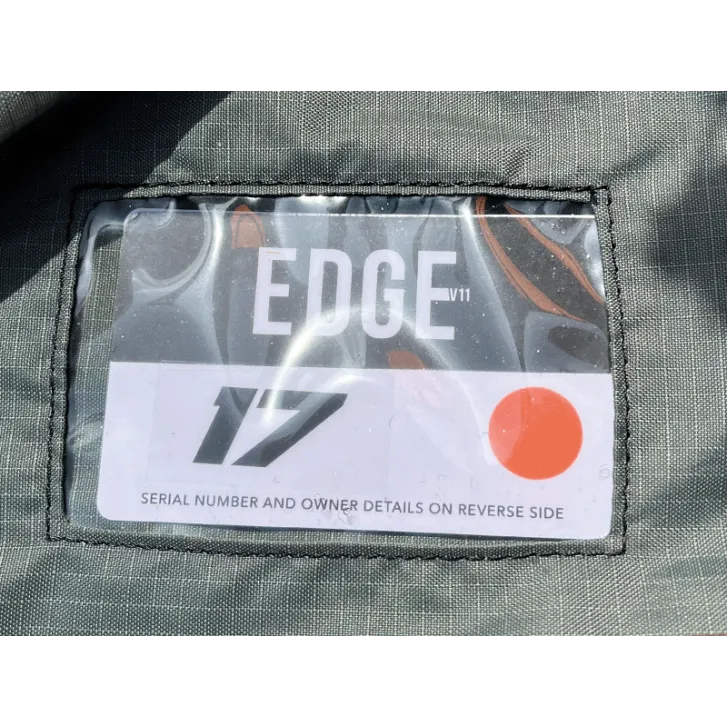 EDGE V11
17
SERIAL NUMBER AND OWNER DETAILS ON REVERSE SIDE